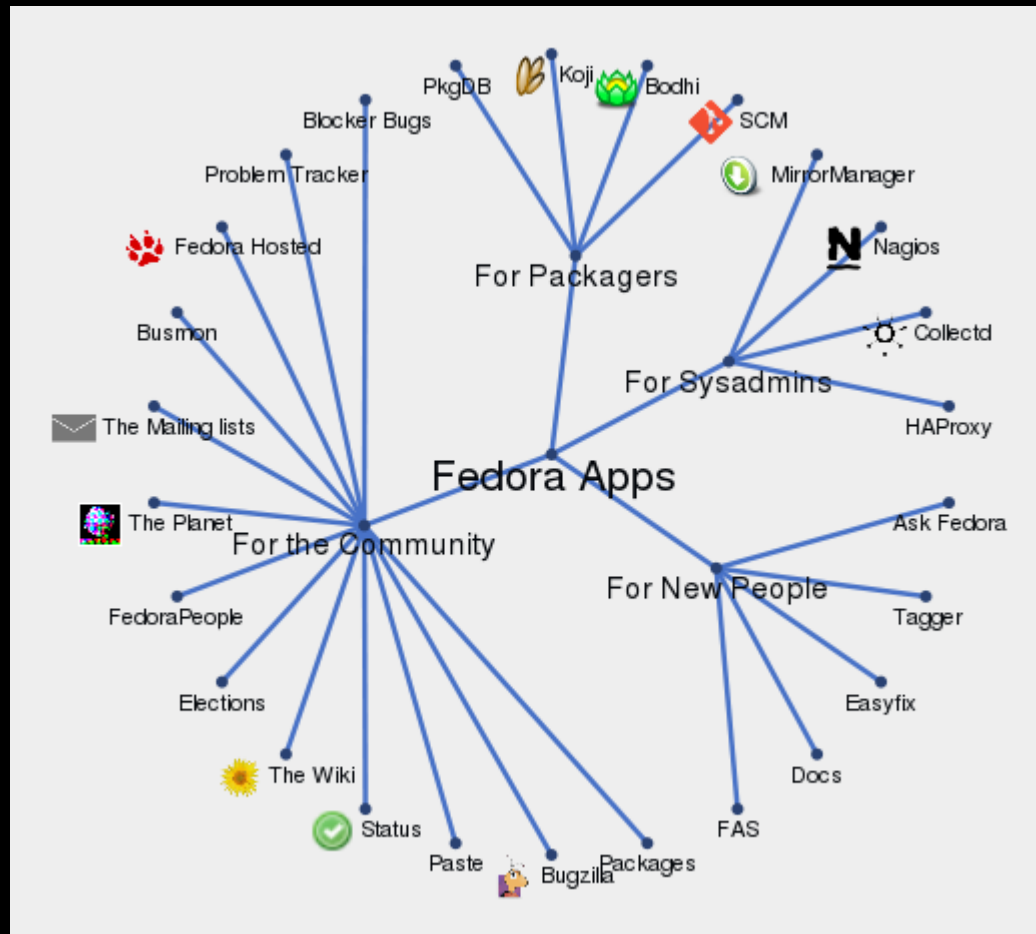 Koji
PkgDB
Bodhi
Blocker Bugs
SCM
Problem Tracker
MirrorManager
Fedora Hosted
N
Nagios
For Packagers
Busmon
Collectd
For Sysadmins
The Mailing lists
HAProxy
Fedora Apps
The Planet
Ask Fedora
For the Community
For New People
FedoraPeople
Tagger
Elections
Easyfix
The Wiki
Docs
Status
FAS
Paste
Packages
Bugzilla